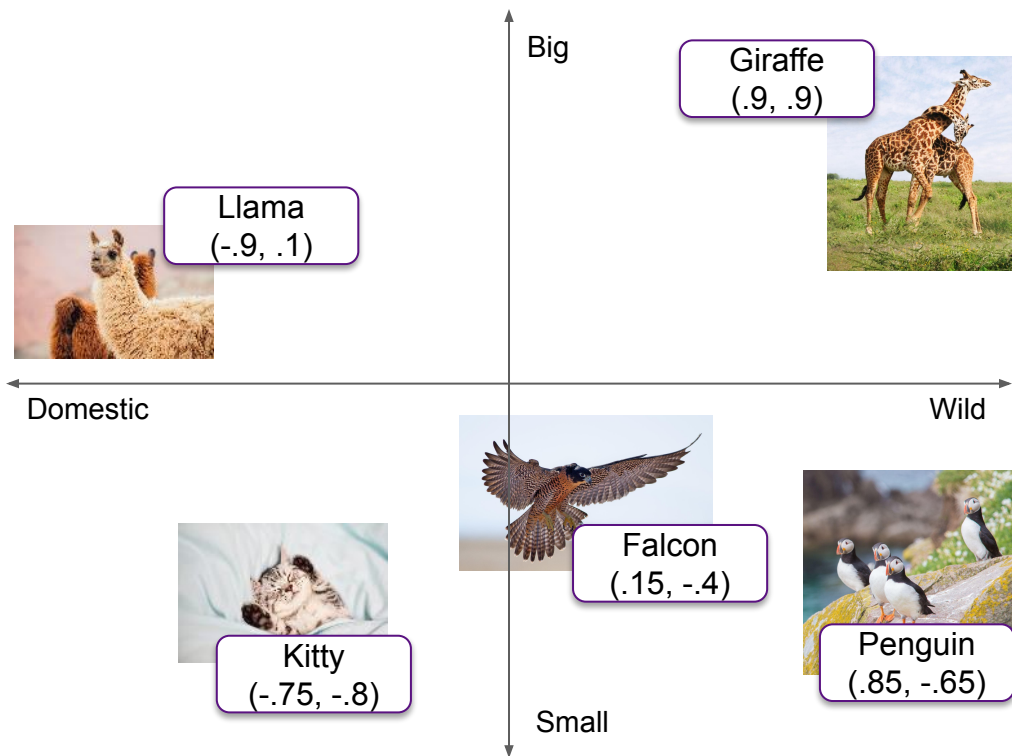 Big
Giraffe
(.9, .9)
Llama
(-.9, .1)
Domestic
Wild
Falcon
(.15, -.4)
Penguin
(.85, -.65)
Kitty
(-.75, -.8)
Small